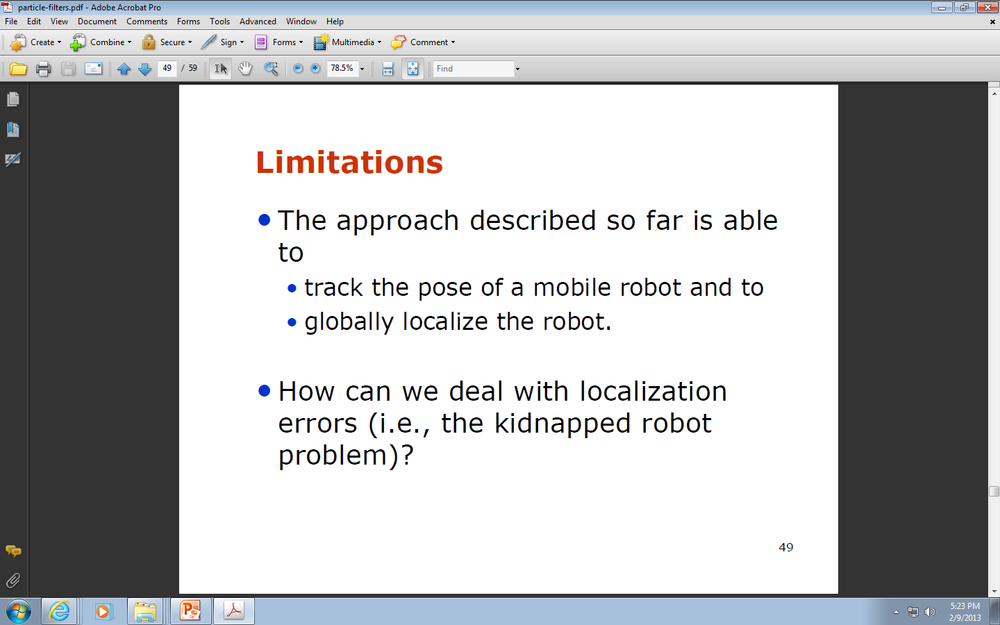 particle-filters.pdf - Adobe Acrobat Pro
File Edit View Document Comments Forms Tools Advanced Window Help
Create Combine Secure Sign Forms Multimedia Comment
49 / 59 78.5% Find
Limitations
The approach described so far is able
to
track the pose of a mobile robot and to
globally localize the robot.
How can we deal with localization
errors (i.e., the kidnapped robot
problem)?
49
5:23 PM
2/9/2013